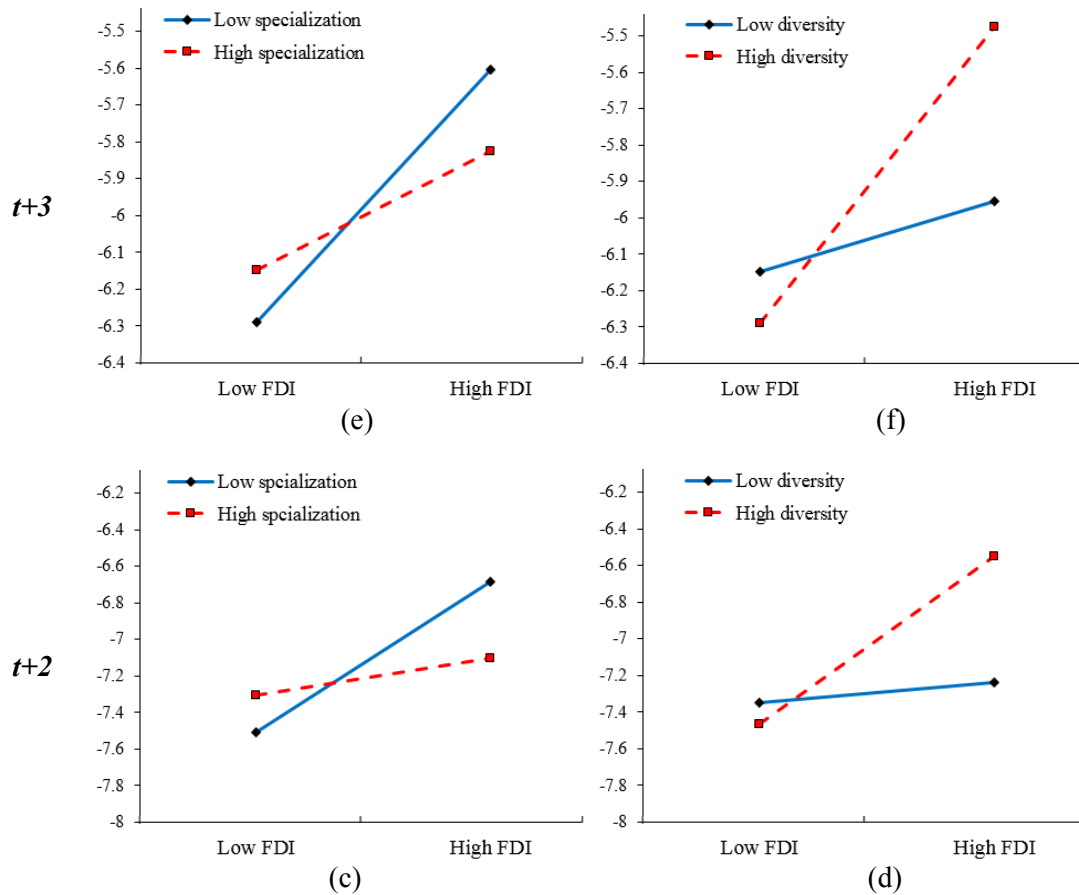 Low specialization
High specialization
-5.5
-5.6
-5.7
-5.8
-5.9
-6
-6.1
-6.2
-6.3
-6.4
Low FDI
High FDI
(e)
Low diversity
High diversity
-5.5
-5.6
-5.7
-5.8
-5.9
-6
-6.1
-6.2
-6.3
-6.4
Low FDI
High FDI
(f)
t+3
Low spcialization
High spcialization
-6.2
-6.4
-6.6
-6.8
-7
-7.2
-7.4
-7.6
-7.8
-8
Low FDI
High FDI
(c)
Low diversity
High diversity
-6.2
-6.4
-6.6
-6.8
-7
-7.2
-7.4
-7.6
-7.8
-8
Low FDI
High FDI
(d)
t+2